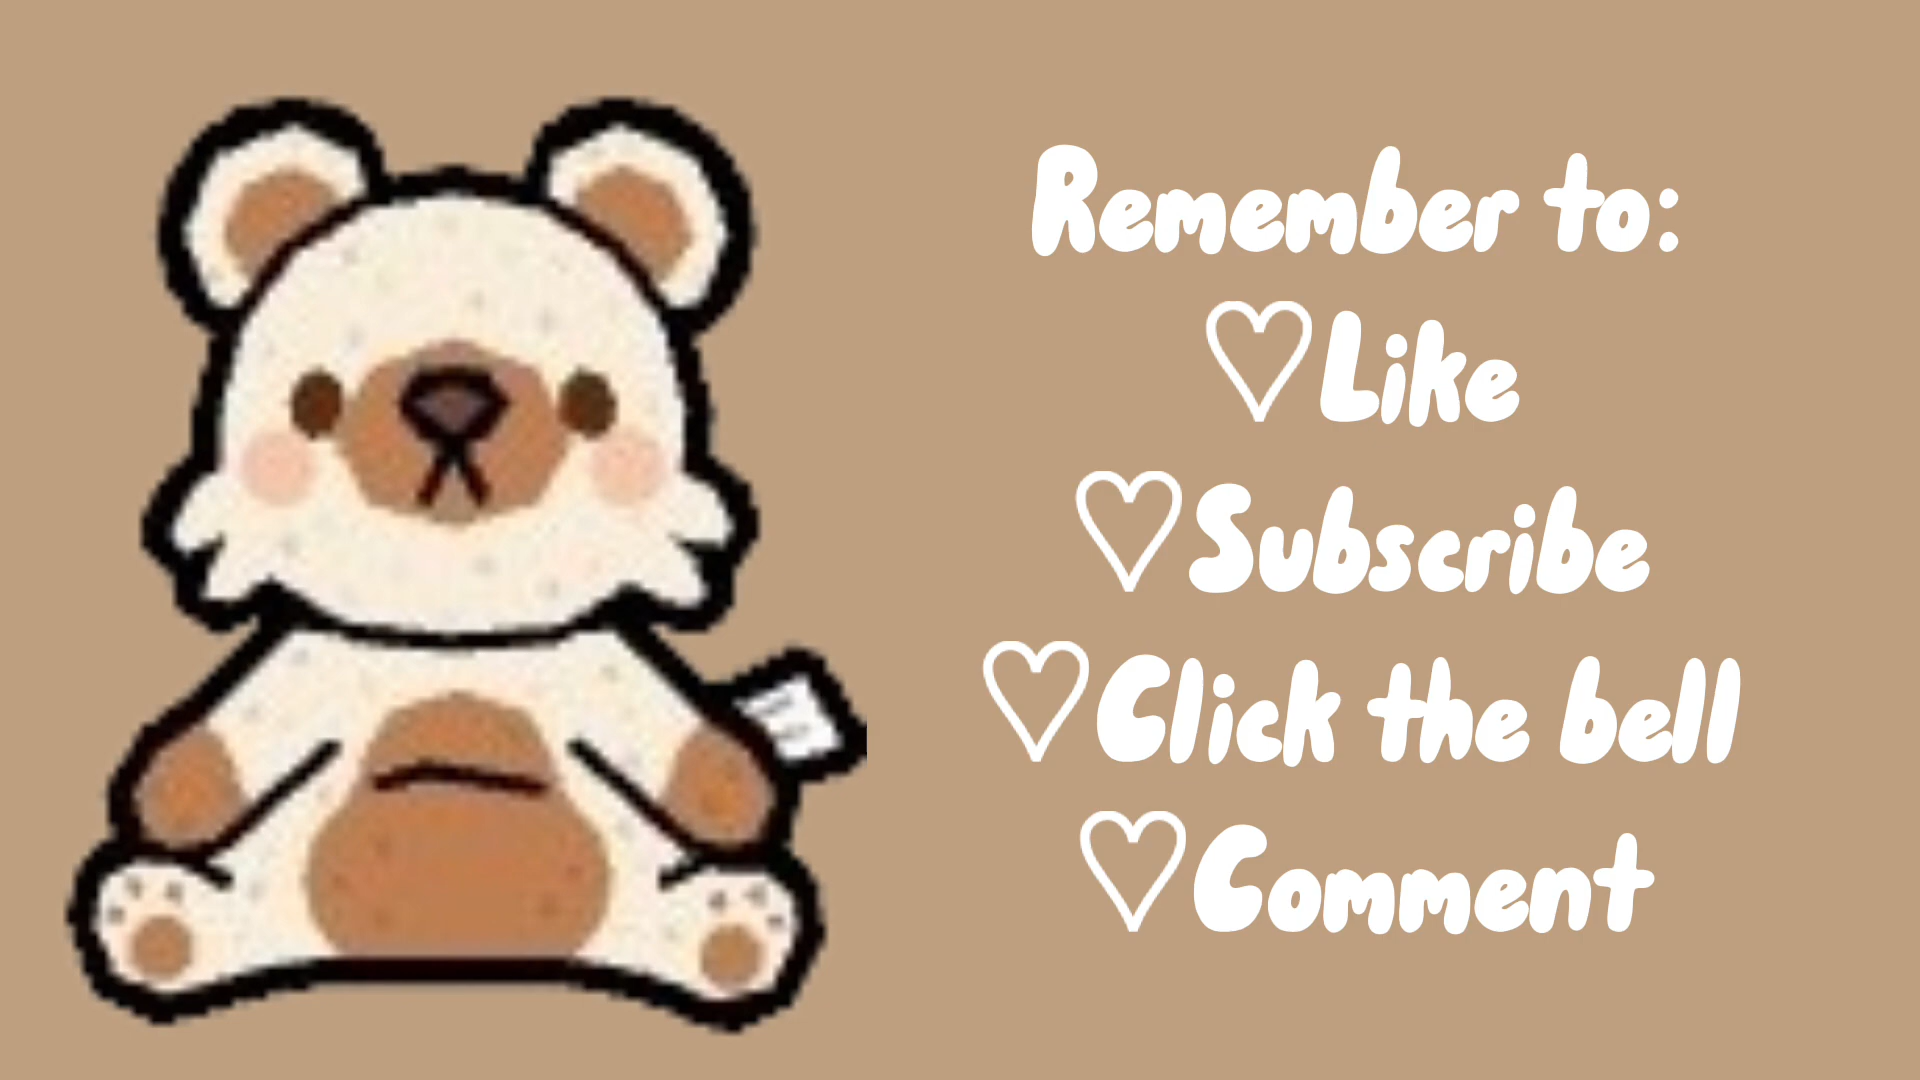 Remember to:
♡Like
♡Subscribe
♡Click the bell
♡Comment